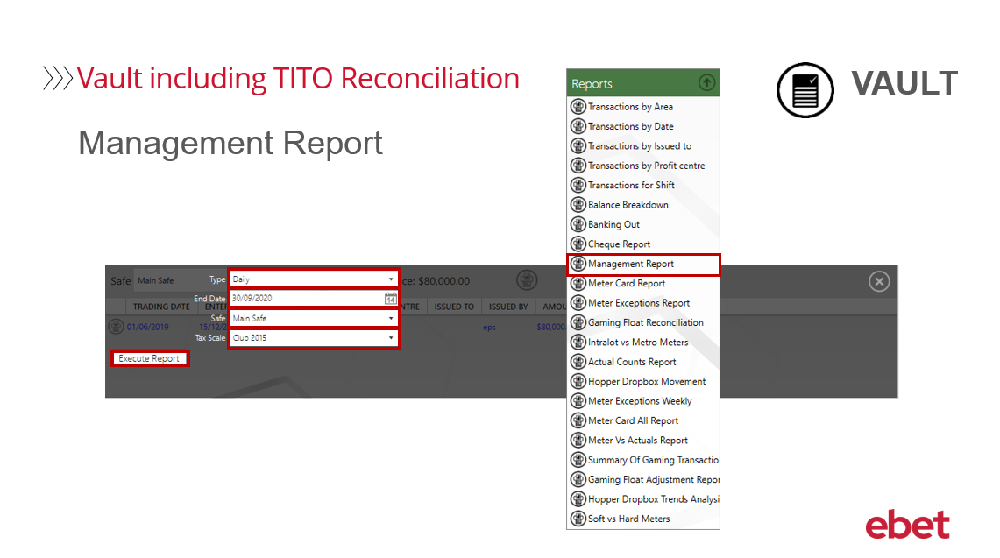 Vault including TITO Reconciliation
VAULT
Management Report
Reports
Transactions by Area
Transactions by Date
Transactions by Issued to
Transactions by Profit centre
Transactions for Shift
Balance Breakdown
Banking Out
Cheque Report
Management Report
Meter Card Report
Meter Exceptions Report
Gaming Float Reconciliation
Intralot vs Metro Meters
Actual Counts Report
Hopper Dropbox Movement
Meter Exceptions Weekly
Meter Card All Report
Meter Vs Actuals Report
Summary Of Gaming Transactio
Gaming Float Adjustment Repor
Hopper Dropbox Trends Analysi
Soft vs Hard Meters
Safe Main Safe Type Daily ce: $80,000.00
End Date 30/09/2020 14
TRADING DATE ENTE NTRE ISSUED TO ISSUED BY AMOU
Safe Main Safe
01/06/2019 15/12/2 eps $80,000.
Tax Scale Club 2015
Execute Report
ebet